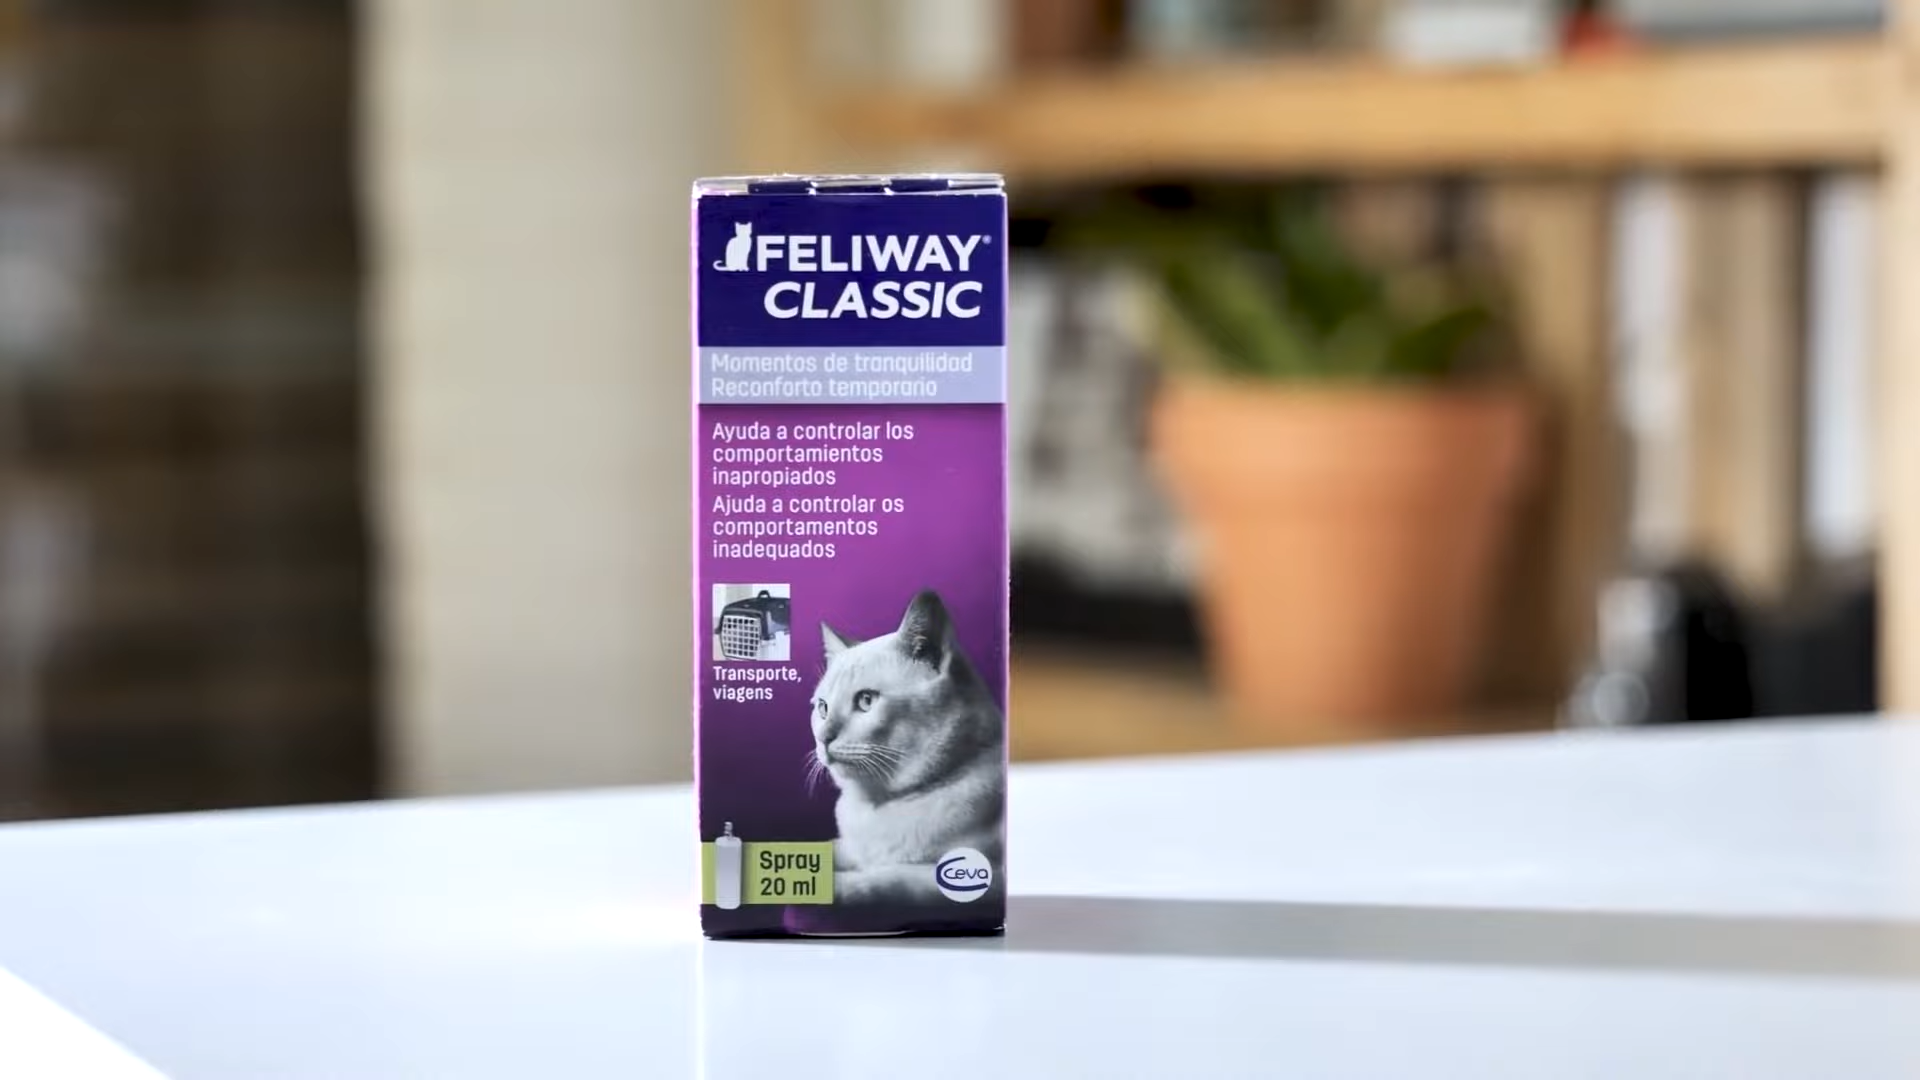 FELIWAY®
CLASSIC
Momentos de tranquilidad
Reconforto temporario
Ayuda a controlar los
comportamientos
inapropiados
Ajuda a controlar os
comportamentos
inadequados
Transporte,
viagens
Spray
20 ml
Ceva